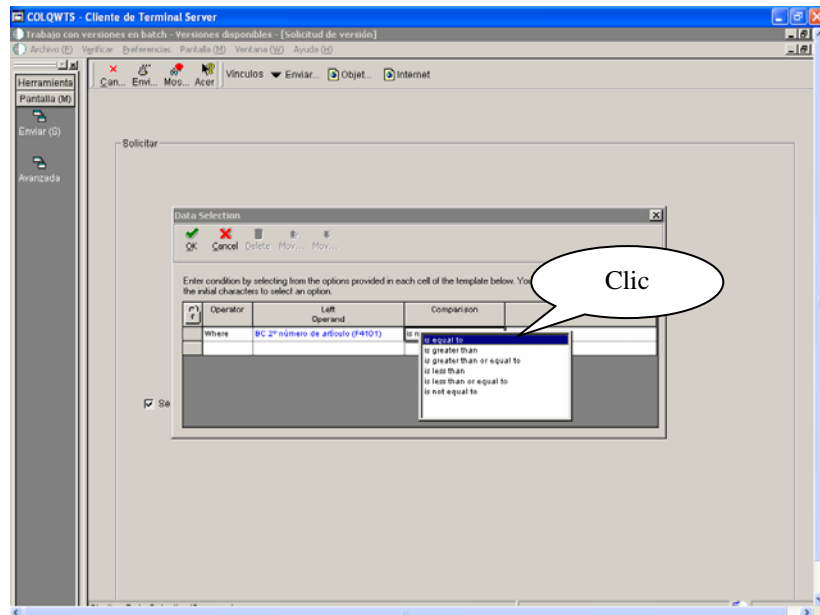 COLQWTS - Cliente de Terminal Server
Trabajo con versiones en batch - Versiones disponibles - [Solicitud de versión]
Archivo (F) Verificar Preferencias Pantalla (M) Ventana (W) Ayuda (H)
Herramienta
Pantalla (M)
Enviar (G)
Avanzada
Can... Envi... Mos... Acer Vínculos Enviar... Objet... Internet
Solicitar
Data Selection
OK Cancel Delete Mov... Mov...
Enter condition by selecting from the options provided in each cell of the template below. You
the initial characters to select an option.
Operator Left Operand Comparison
Where BC 2º número de artículo (F4101)
is equal to
is greater than
is greater than or equal to
is less than
is less than or equal to
is not equal to
Clic
Se